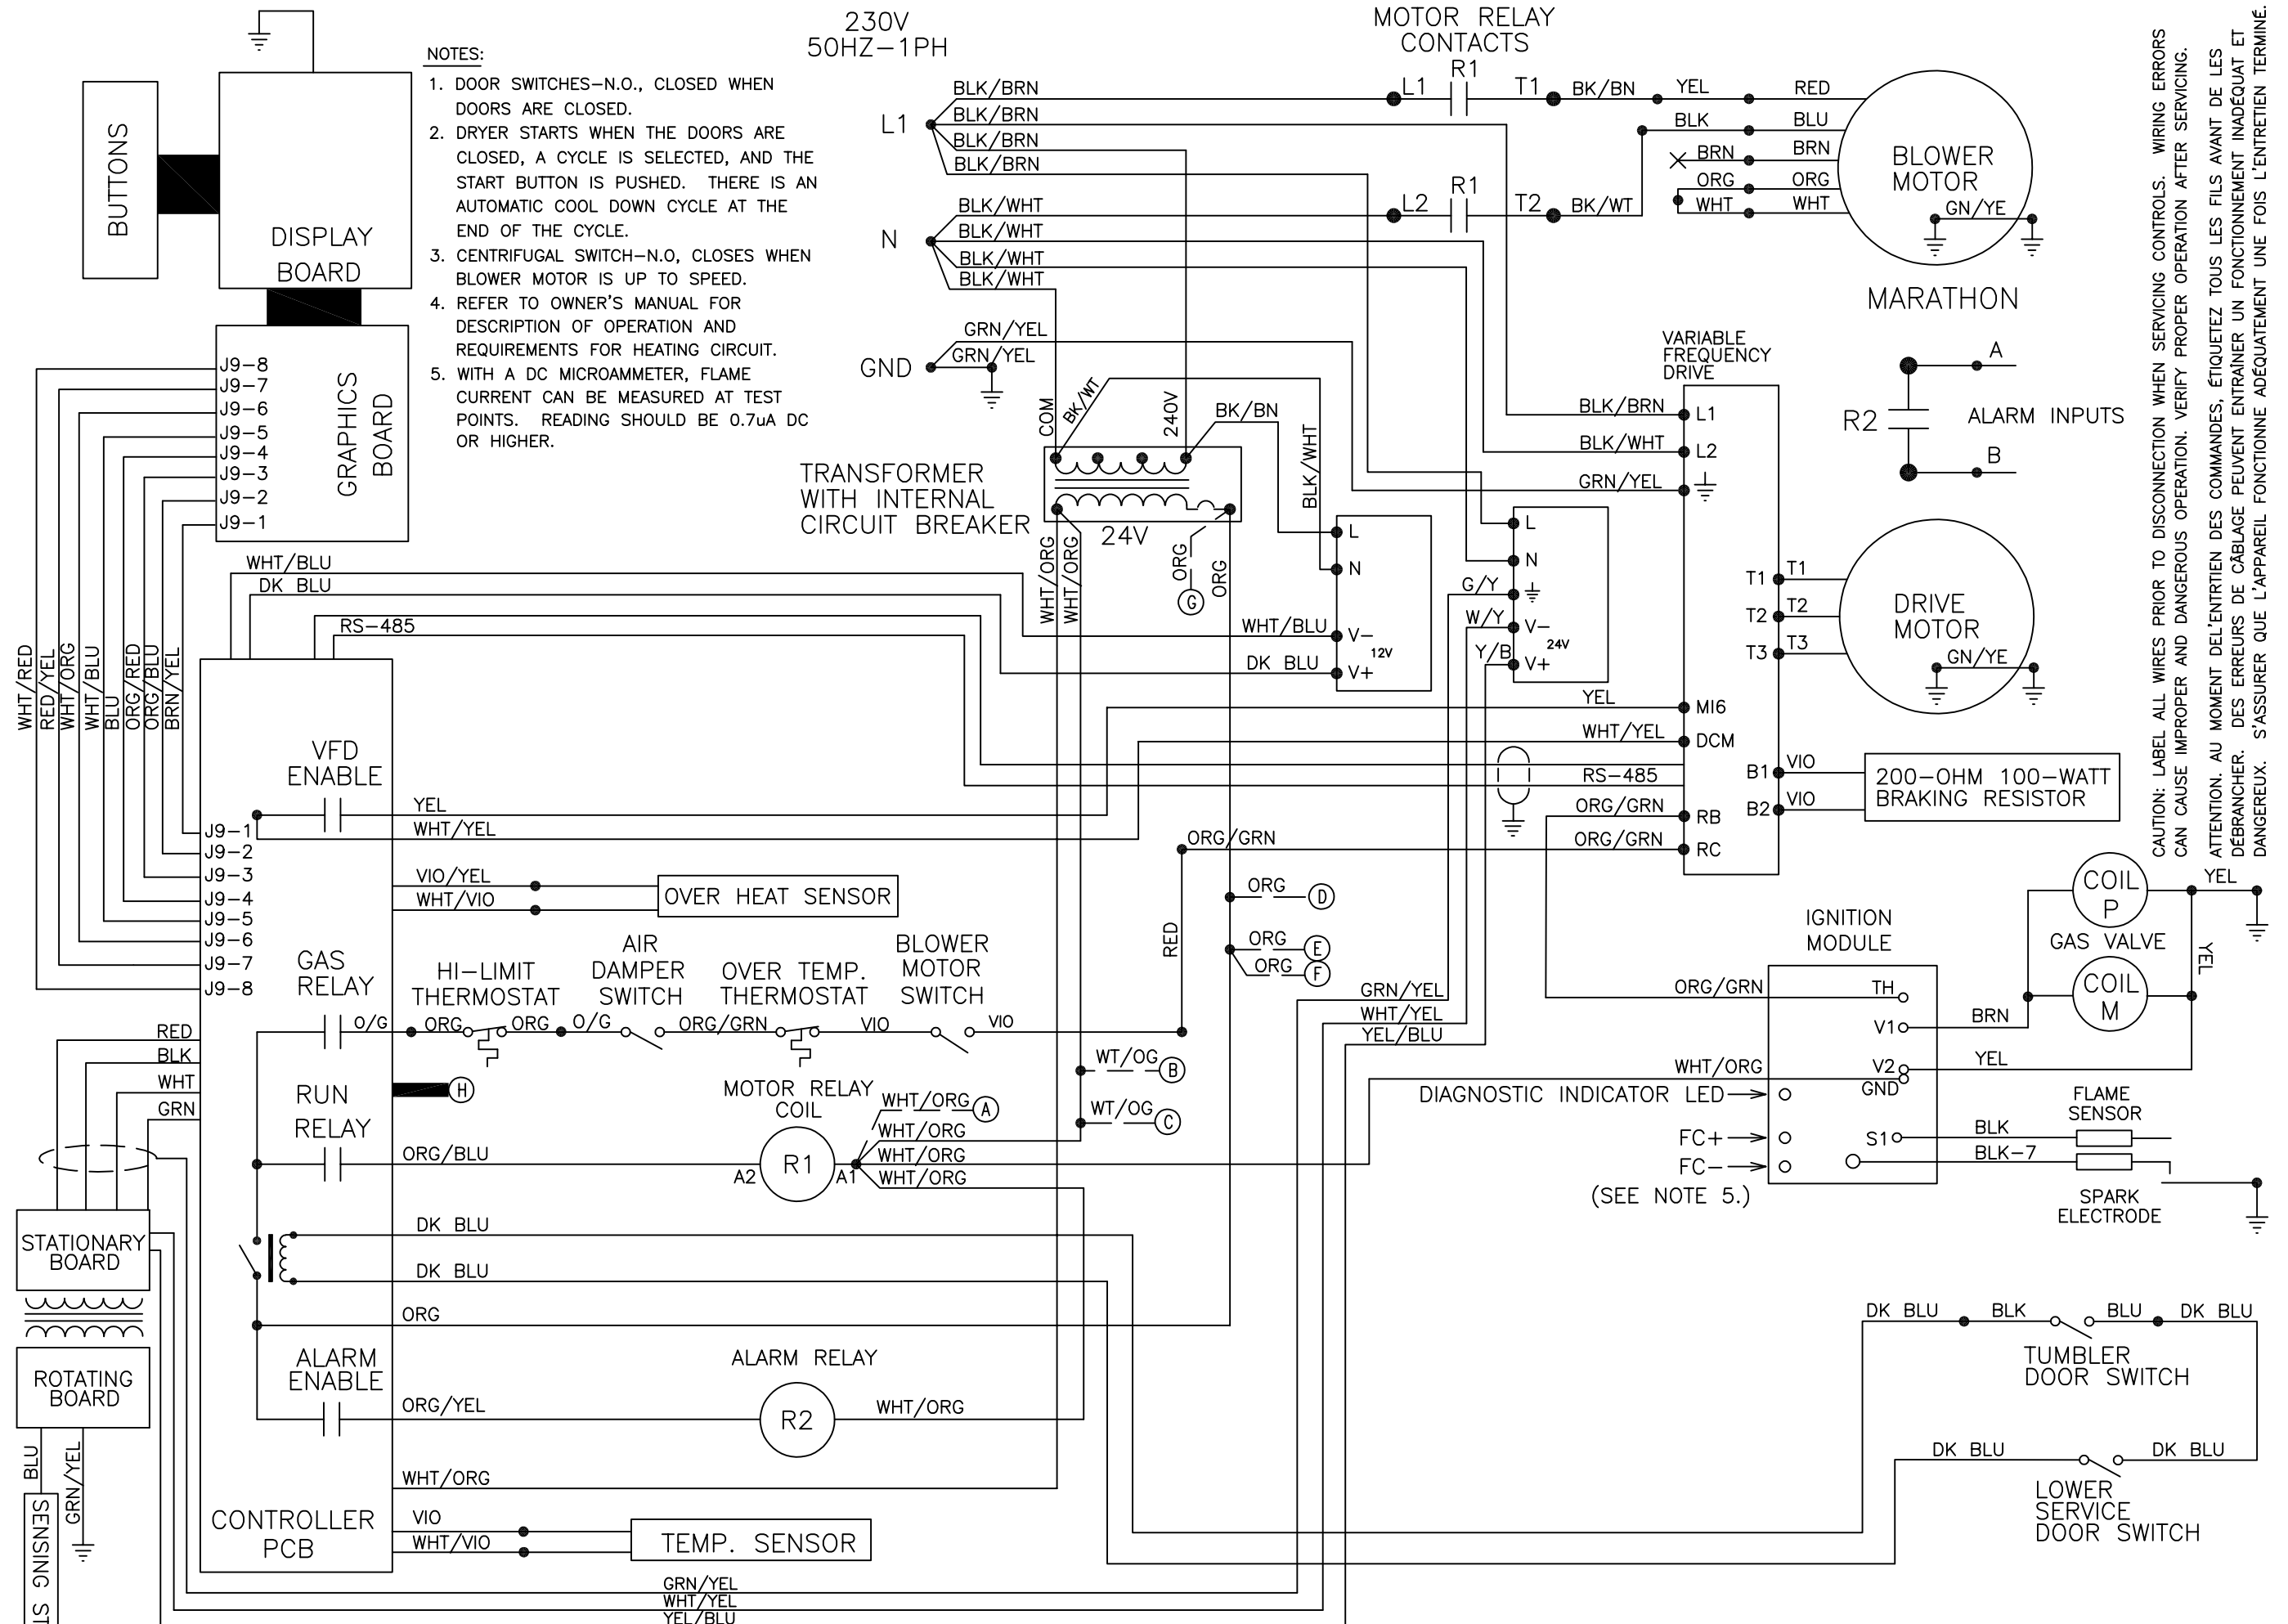 230V
50HZ-1PH
MOTOR RELAY
CONTACTS
NOTES:
1. DOOR SWITCHES-N.O., CLOSED WHEN
DOORS ARE CLOSED.
2. DRYER STARTS WHEN THE DOORS ARE
CLOSED, A CYCLE IS SELECTED, AND THE
START BUTTON IS PUSHED. THERE IS AN
AUTOMATIC COOL DOWN CYCLE AT THE
END OF THE CYCLE.
3. CENTRIFUGAL SWITCH-N.O, CLOSES WHEN
BLOWER MOTOR IS UP TO SPEED.
4. REFER TO OWNER'S MANUAL FOR
DESCRIPTION OF OPERATION AND
REQUIREMENTS FOR HEATING CIRCUIT.
5. WITH A DC MICROAMMETER, FLAME
CURRENT CAN BE MEASURED AT TEST
POINTS. READING SHOULD BE 0.7uA DC
OR HIGHER.
BUTTONS
DISPLAY
BOARD
GRAPHICS
BOARD
J9-8
J9-7
J9-6
J9-5
J9-4
J9-3
J9-2
J9-1
L1
BLK/BRN
BLK/BRN
BLK/BRN
BLK/BRN
N
BLK/WHT
BLK/WHT
BLK/WHT
BLK/WHT
GND
GRN/YEL
GRN/YEL
L1
R1
T1
BK/BN
YEL
RED
BLK
BLU
BRN
BRN
ORG
ORG
WHT
WHT
L2
R1
T2
BK/WT
BLOWER
MOTOR
GN/YE
MARATHON
CAUTION: LABEL ALL WIRES PRIOR TO DISCONNECTION WHEN SERVICING CONTROLS. WIRING ERRORS
CAN CAUSE IMPROPER AND DANGEROUS OPERATION. VERIFY PROPER OPERATION AFTER SERVICING.
ATTENTION. AU MOMENT DEL'ENTRETIEN DES COMMANDES, ÉTIQUETEZ TOUS LES FILS AVANT DE LES
DÉBRANCHER. DES ERREURS DE CÂBLAGE PEUVENT ENTRAÎNER UN FONCTIONNEMENT INADÉQUAT ET
DANGEREUX. S'ASSURER QUE L'APPAREIL FONCTIONNE ADÉQUATEMENT UNE FOIS L'ENTRETIEN TERMINÉ.
VARIABLE
FREQUENCY
DRIVE
BLK/BRN
L1
BLK/WHT
L2
GRN/YEL
R2
A
ALARM INPUTS
B
TRANSFORMER
WITH INTERNAL
CIRCUIT BREAKER
COM
BK/WT
240V
BK/BN
BLK/WHT
24V
WHT/ORG
WHT/ORG
ORG
G
ORG
L
N
WHT/BLU
V-
12V
DK BLU
V+
L
N
G/Y
W/Y
V-
24V
Y/B
V+
T1
T1
T2
T2
T3
T3
DRIVE
MOTOR
GN/YE
YEL
MI6
WHT/YEL
DCM
RS-485
ORG/GRN
RB
ORG/GRN
RC
B1
VIO
B2
VIO
200-OHM 100-WATT
BRAKING RESISTOR
WHT/BLU
DK BLU
RS-485
WHT/RED
RED/YEL
WHT/ORG
WHT/BLU
BLU
ORG/RED
ORG/BLU
BRN/YEL
VFD
ENABLE
YEL
WHT/YEL
J9-1
J9-2
J9-3
J9-4
J9-5
J9-6
J9-7
J9-8
VIO/YEL
WHT/VIO
OVER HEAT SENSOR
ORG/GRN
RED
ORG
D
ORG
E
ORG
F
GAS
RELAY
HI-LIMIT
THERMOSTAT
AIR
DAMPER
SWITCH
OVER TEMP.
THERMOSTAT
BLOWER
MOTOR
SWITCH
O/G
ORG
ORG
O/G
ORG/GRN
VIO
VIO
GRN/YEL
WHT/YEL
YEL/BLU
RED
BLK
WHT
GRN
RUN
RELAY
H
MOTOR RELAY
COIL
WT/OG
B
WHT/ORG
A
WT/OG
C
WHT/ORG
WHT/ORG
WHT/ORG
ORG/BLU
A2
R1
A1
IGNITION
MODULE
ORG/GRN
TH
V1
BRN
WHT/ORG
V2
YEL
GND
DIAGNOSTIC INDICATOR LED
FC+
FC-
(SEE NOTE 5.)
S1
BLK
BLK-7
FLAME
SENSOR
SPARK
ELECTRODE
COIL
P
GAS VALVE
COIL
M
YEL
YEL
STATIONARY
BOARD
ROTATING
BOARD
BLU
GRN/YEL
SENSING ST
DK BLU
DK BLU
ORG
ALARM
ENABLE
ALARM RELAY
ORG/YEL
R2
WHT/ORG
WHT/ORG
CONTROLLER
PCB
VIO
WHT/VIO
TEMP. SENSOR
DK BLU
BLK
BLU
DK BLU
TUMBLER
DOOR SWITCH
DK BLU
DK BLU
LOWER
SERVICE
DOOR SWITCH
GRN/YEL
WHT/YEL
YEL/BLU